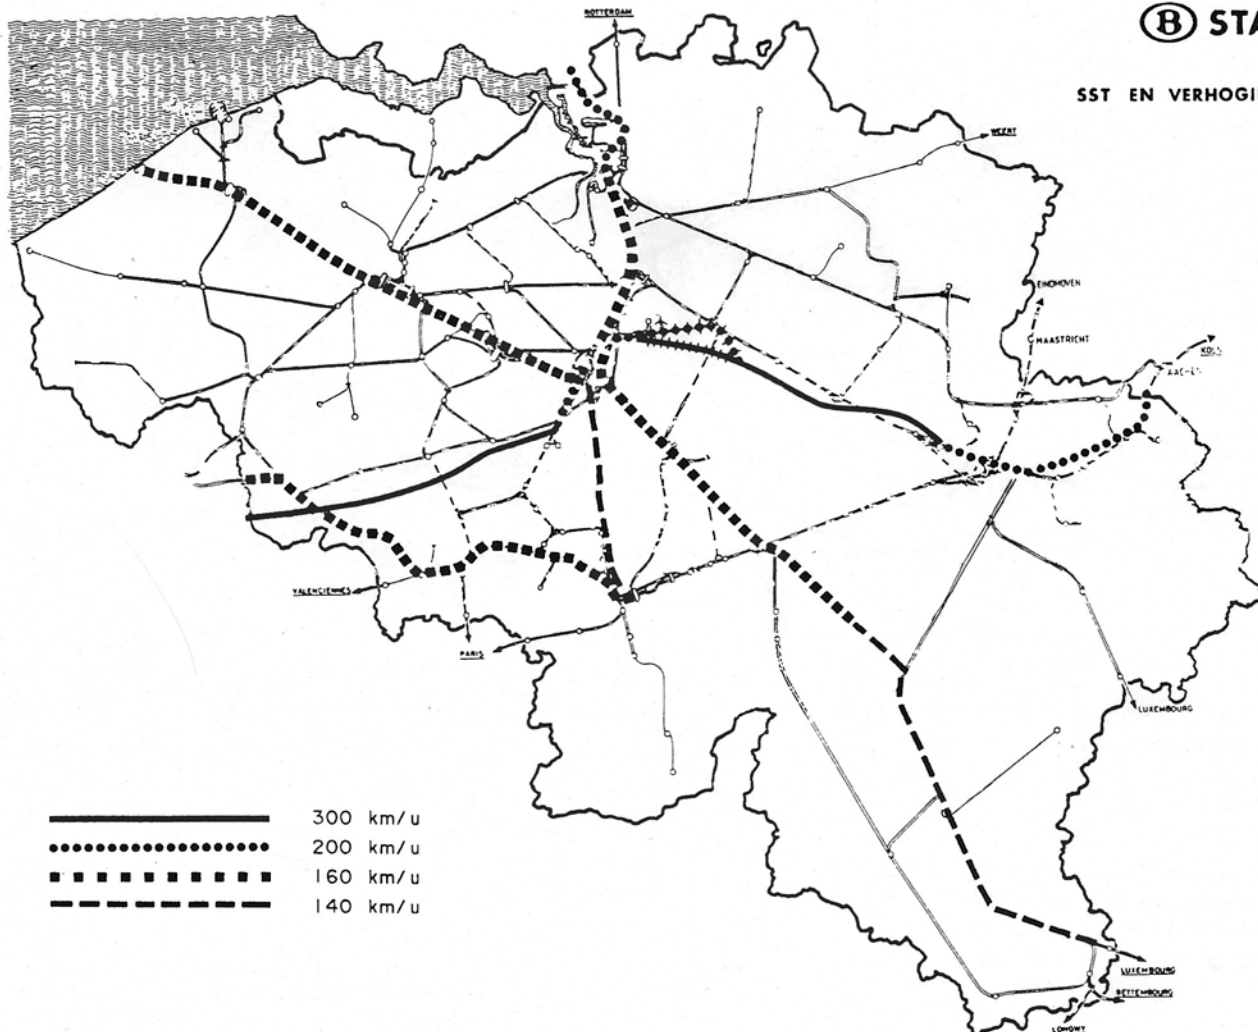 ROTTERDAM
B STA
SST EN VERHOGI
WEERT
EINDHOVEN
MAASTRICHT
AACHEN
VALENCIENNES
PARIS
LUXEMBOURG
300 km/u
200 km/u
160 km/u
140 km/u
LUXEMBOURG
BETTEMBOURG
LONGWY